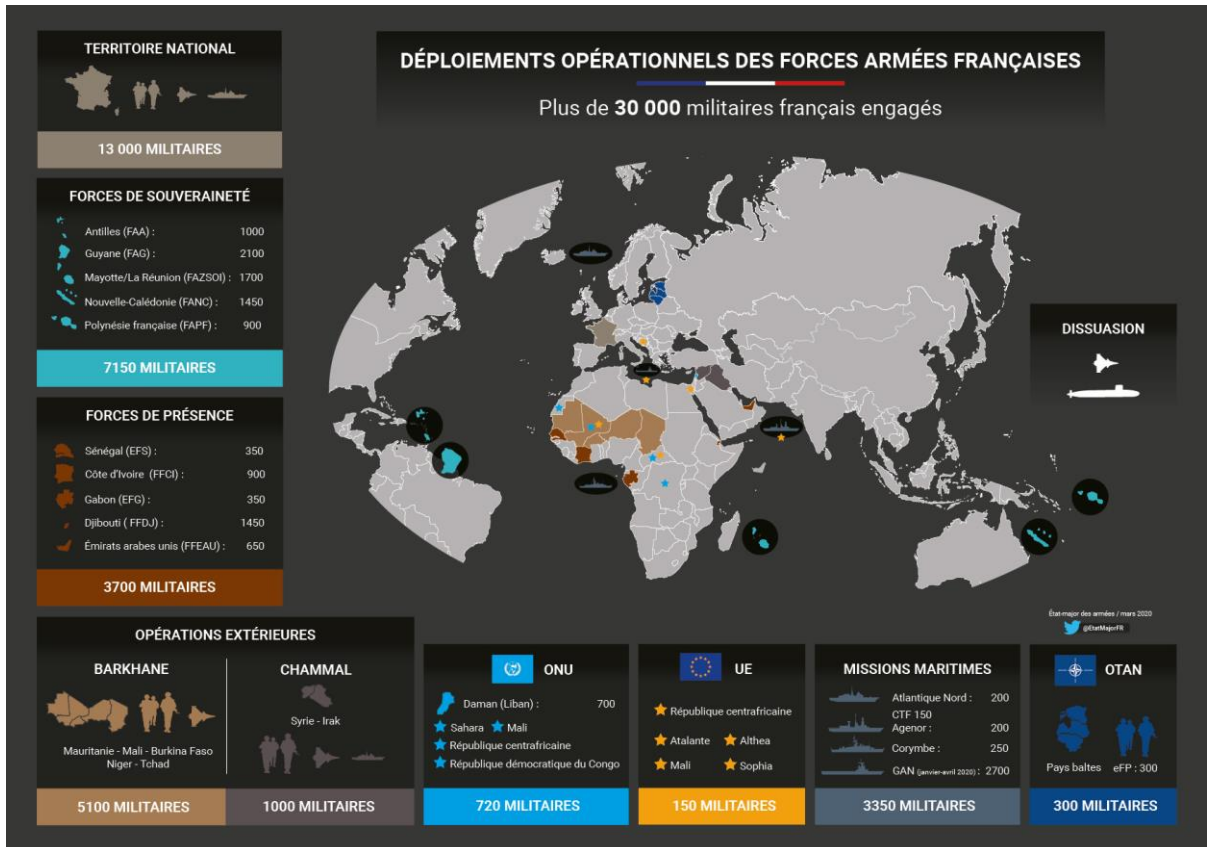 DÉPLOIEMENTS OPÉRATIONNELS DES FORCES ARMÉES FRANÇAISES
Plus de 30 000 militaires français engagés
TERRITOIRE NATIONAL
13 000 MILITAIRES
FORCES DE SOUVERAINETÉ
Antilles (FAA) : 1000
Guyane (FAG) : 2100
Mayotte/La Réunion (FAZSOI) : 1700
Nouvelle-Calédonie (FANC) : 1450
Polynésie française (FAPF) : 900
7150 MILITAIRES
FORCES DE PRÉSENCE
Sénégal (EFS) : 350
Côte d'Ivoire (FFCI) : 900
Gabon (EFG) : 350
Djibouti ( FFDJ) : 1450
Émirats arabes unis (FFEAU) : 650
3700 MILITAIRES
DISSUASION
État-major des armées / mars 2020
@EtatMajorFR
OPÉRATIONS EXTÉRIEURES
BARKHANE
Mauritanie - Mali - Burkina Faso
Niger - Tchad
5100 MILITAIRES
CHAMMAL
Syrie - Irak
1000 MILITAIRES
ONU
Daman (Liban) : 700
Sahara Mali
République centrafricaine
République démocratique du Congo
720 MILITAIRES
UE
République centrafricaine
Atalante Althea
Mali Sophia
150 MILITAIRES
MISSIONS MARITIMES
Atlantique Nord : 200
CTF 150
Agenor : 200
Corymbe : 250
GAN (janvier-avril 2020) : 2700
3350 MILITAIRES
OTAN
Pays baltes eFP : 300
300 MILITAIRES